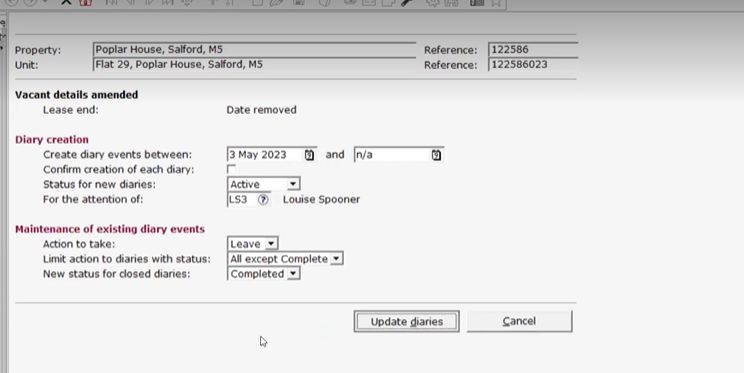 Property: Poplar House, Salford, M5 Reference: 122586
Unit: Flat 29, Poplar House, Salford, M5 Reference: 122586023
Vacant details amended
Lease end: Date removed
Diary creation
Create diary events between: 3 May 2023 and n/a
Confirm creation of each diary:
Status for new diaries: Active
For the attention of: LS3 ? Louise Spooner
Maintenance of existing diary events
Action to take: Leave
Limit action to diaries with status: All except Complete
New status for closed diaries: Completed
Update diaries Cancel